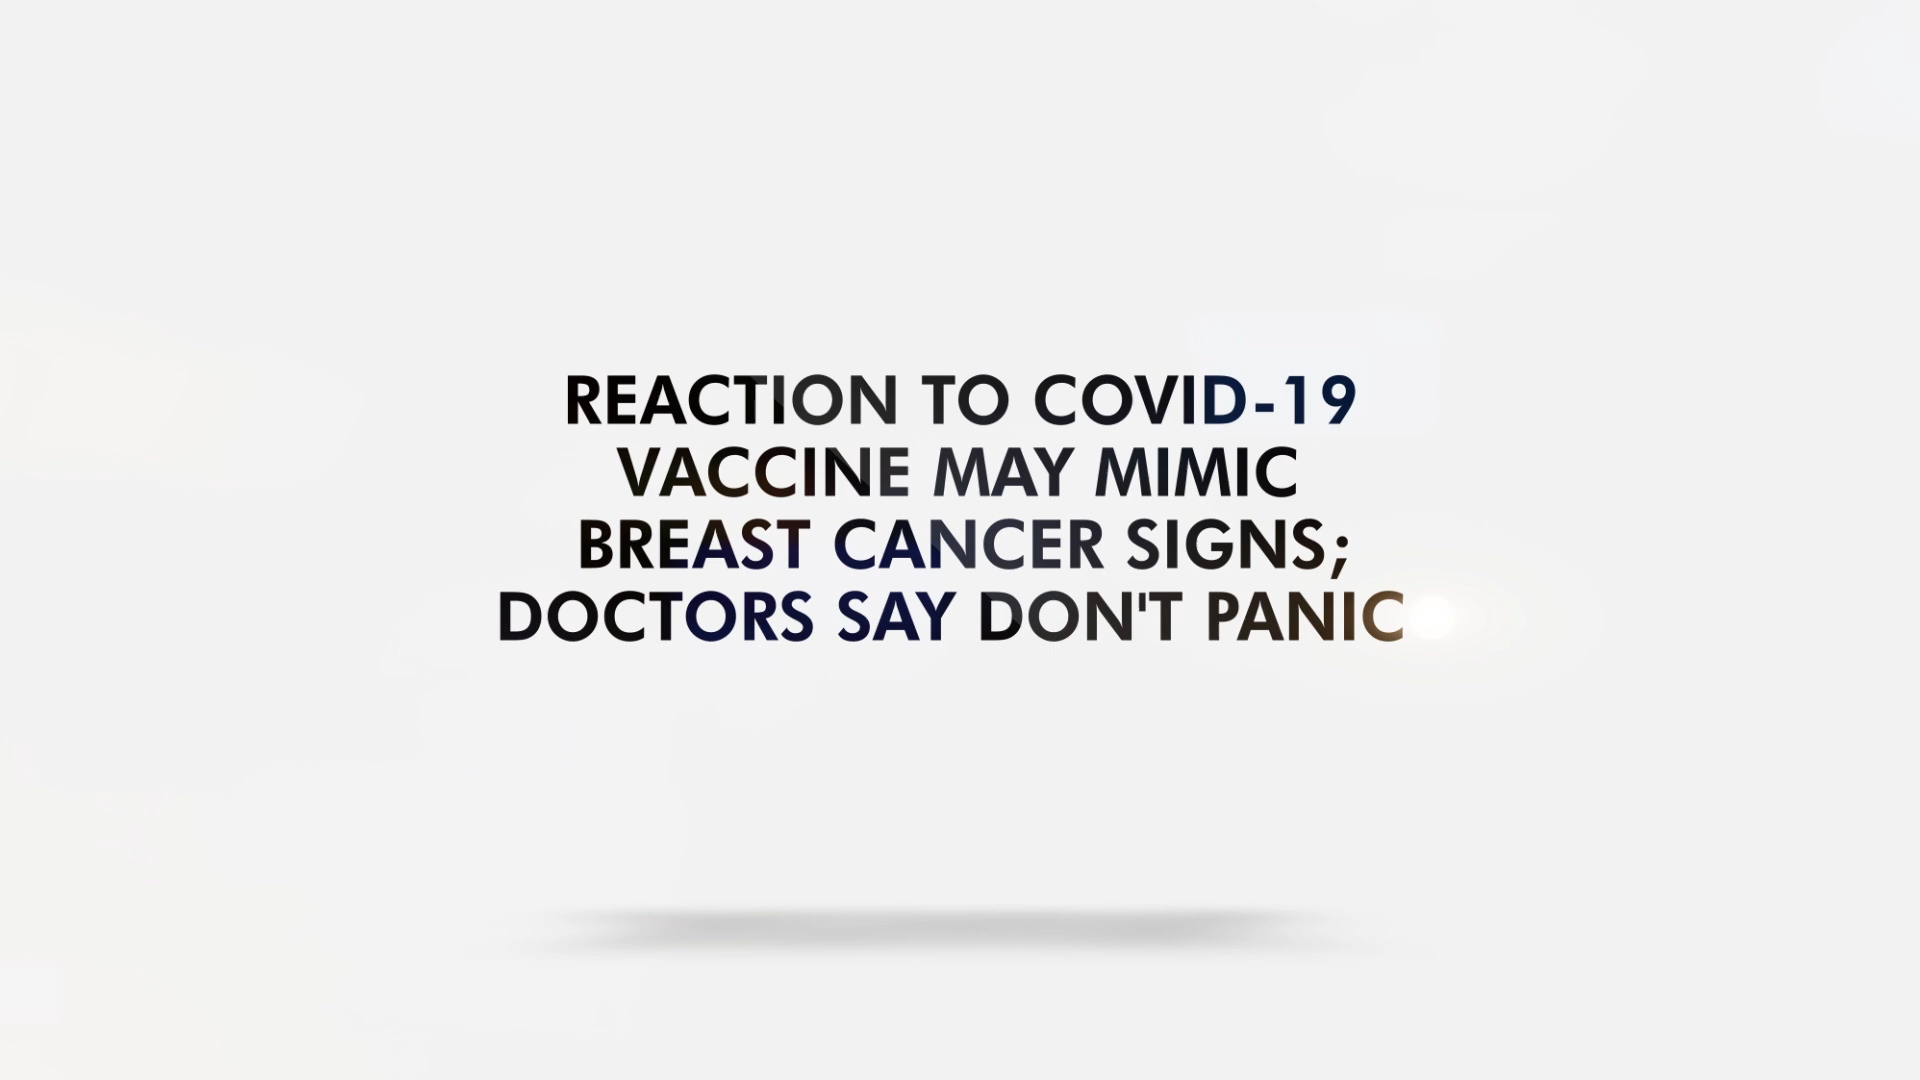 REACTION TO COVID-19
VACCINE MAY MIMIC
BREAST CANCER SIGNS;
DOCTORS SAY DON'T PANIC